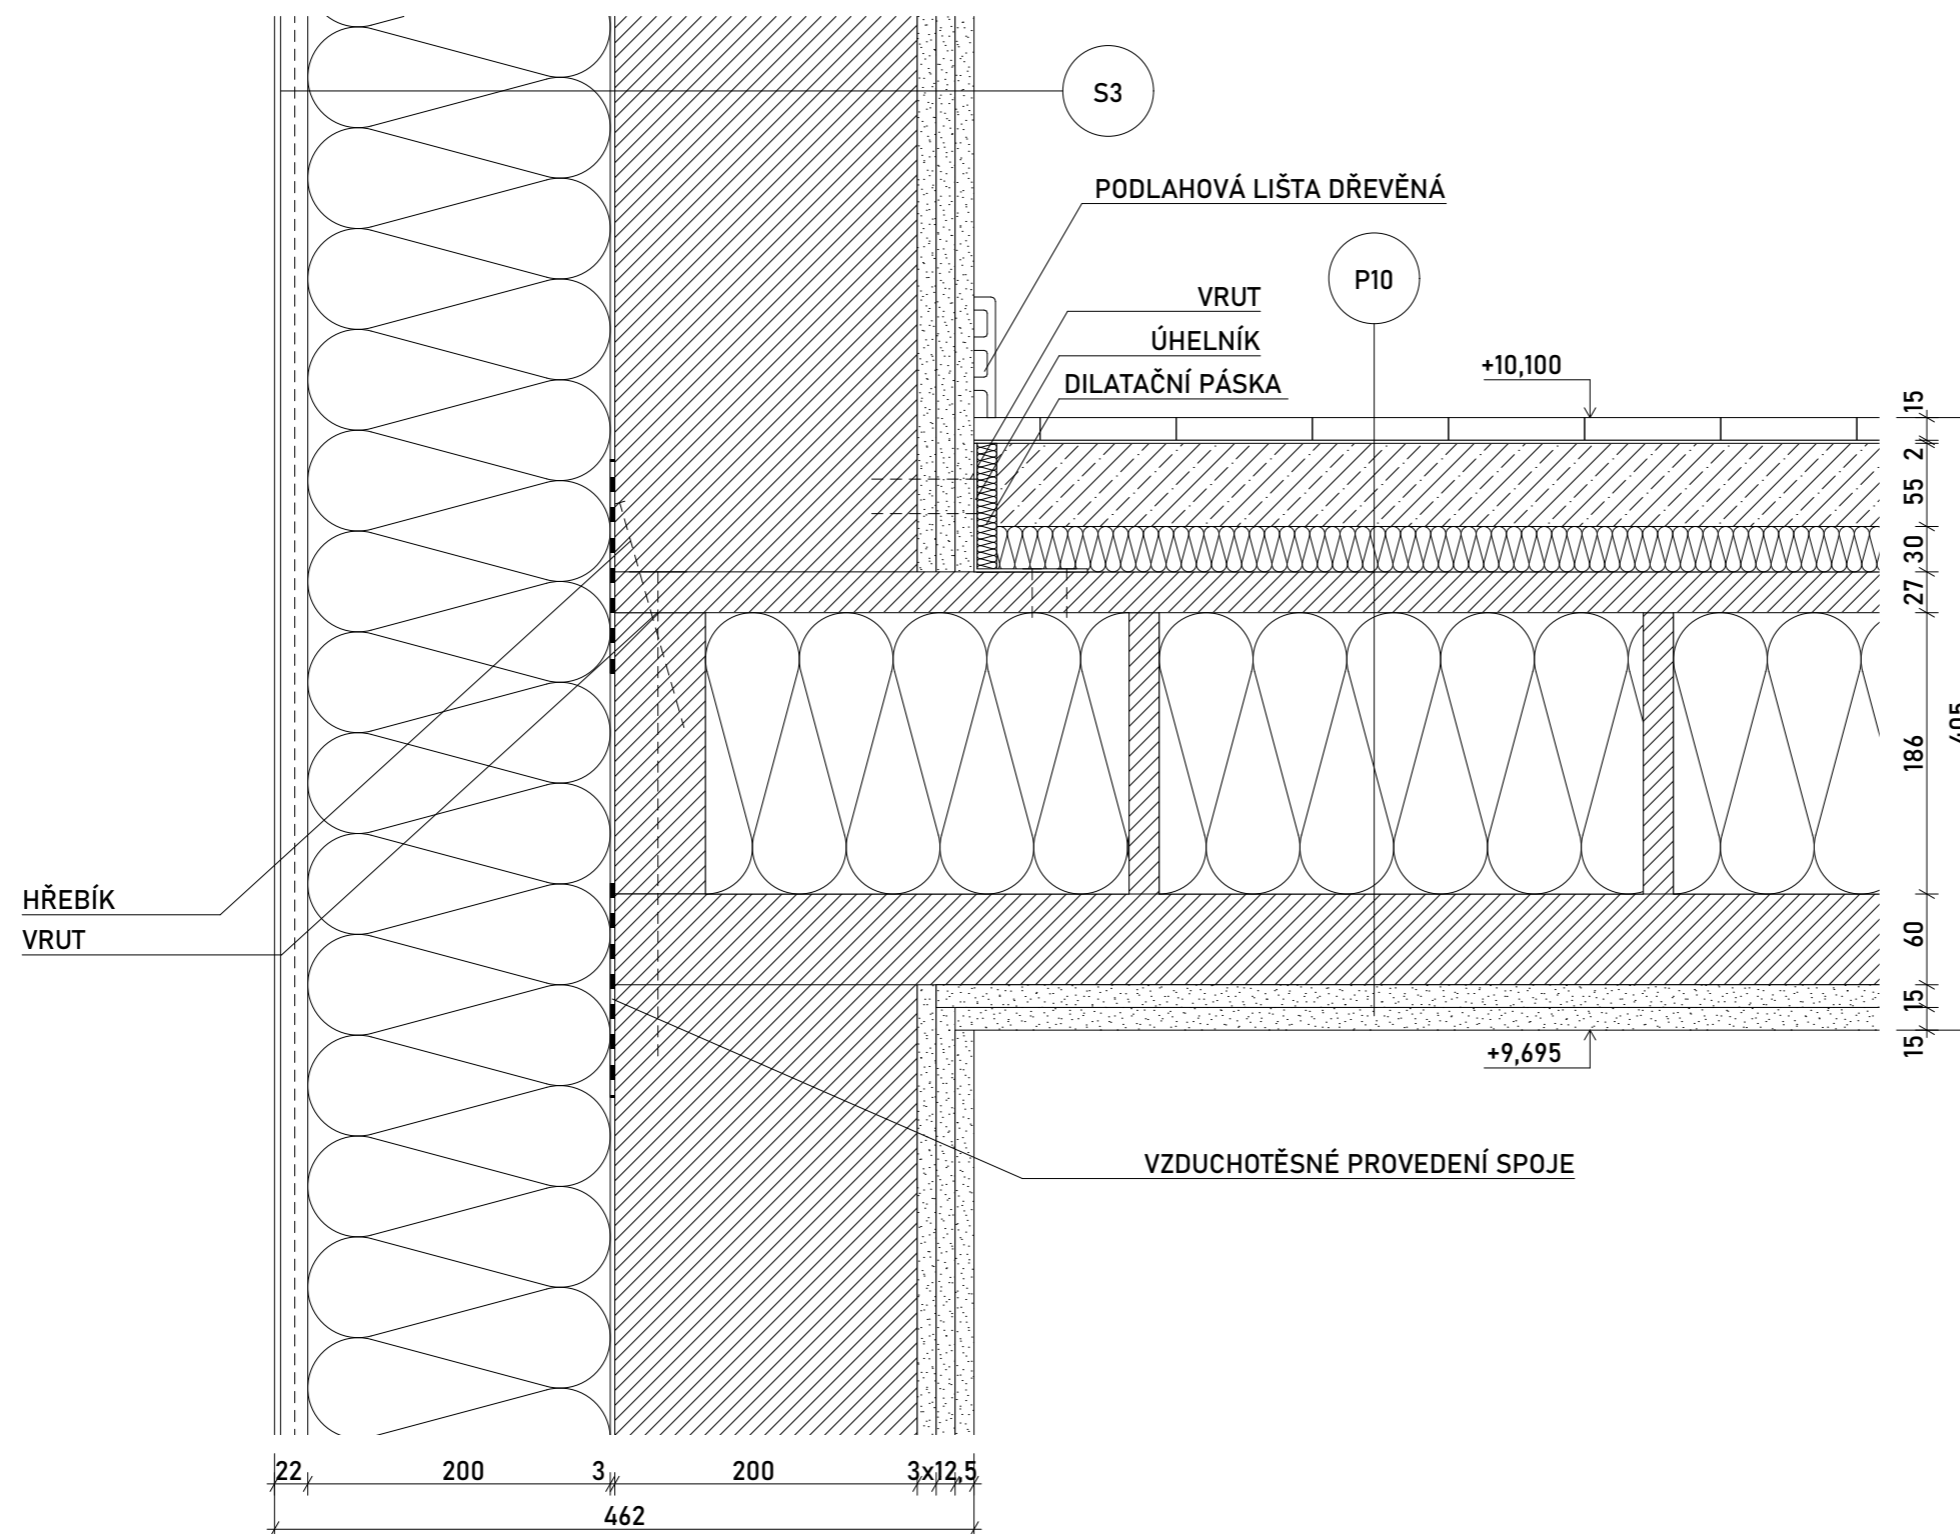 S3
PODLAHOVÁ LIŠTA DŘEVĚNÁ
P10
VRUT
ÚHELNÍK
DILATAČNÍ PÁSKA
+10,100
15
2
55
30
27
186
405
60
15
15
HŘEBÍK
VRUT
+9,695
VZDUCHOTĚSNÉ PROVEDENÍ SPOJE
22
200
3
200
3x12,5
462